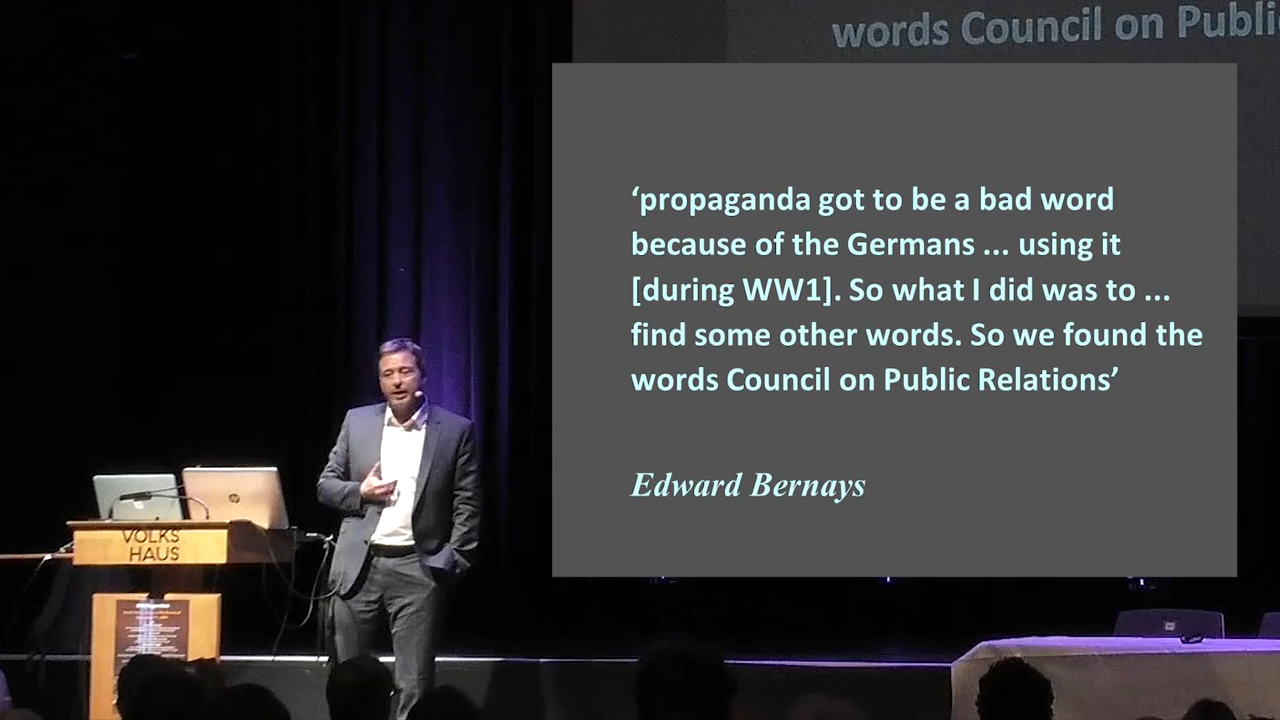 words Council on Publi
‘propaganda got to be a bad word
because of the Germans ... using it
[during WW1]. So what I did was to ...
find some other words. So we found the
words Council on Public Relations’
Edward Bernays
VOLKS
HAUS